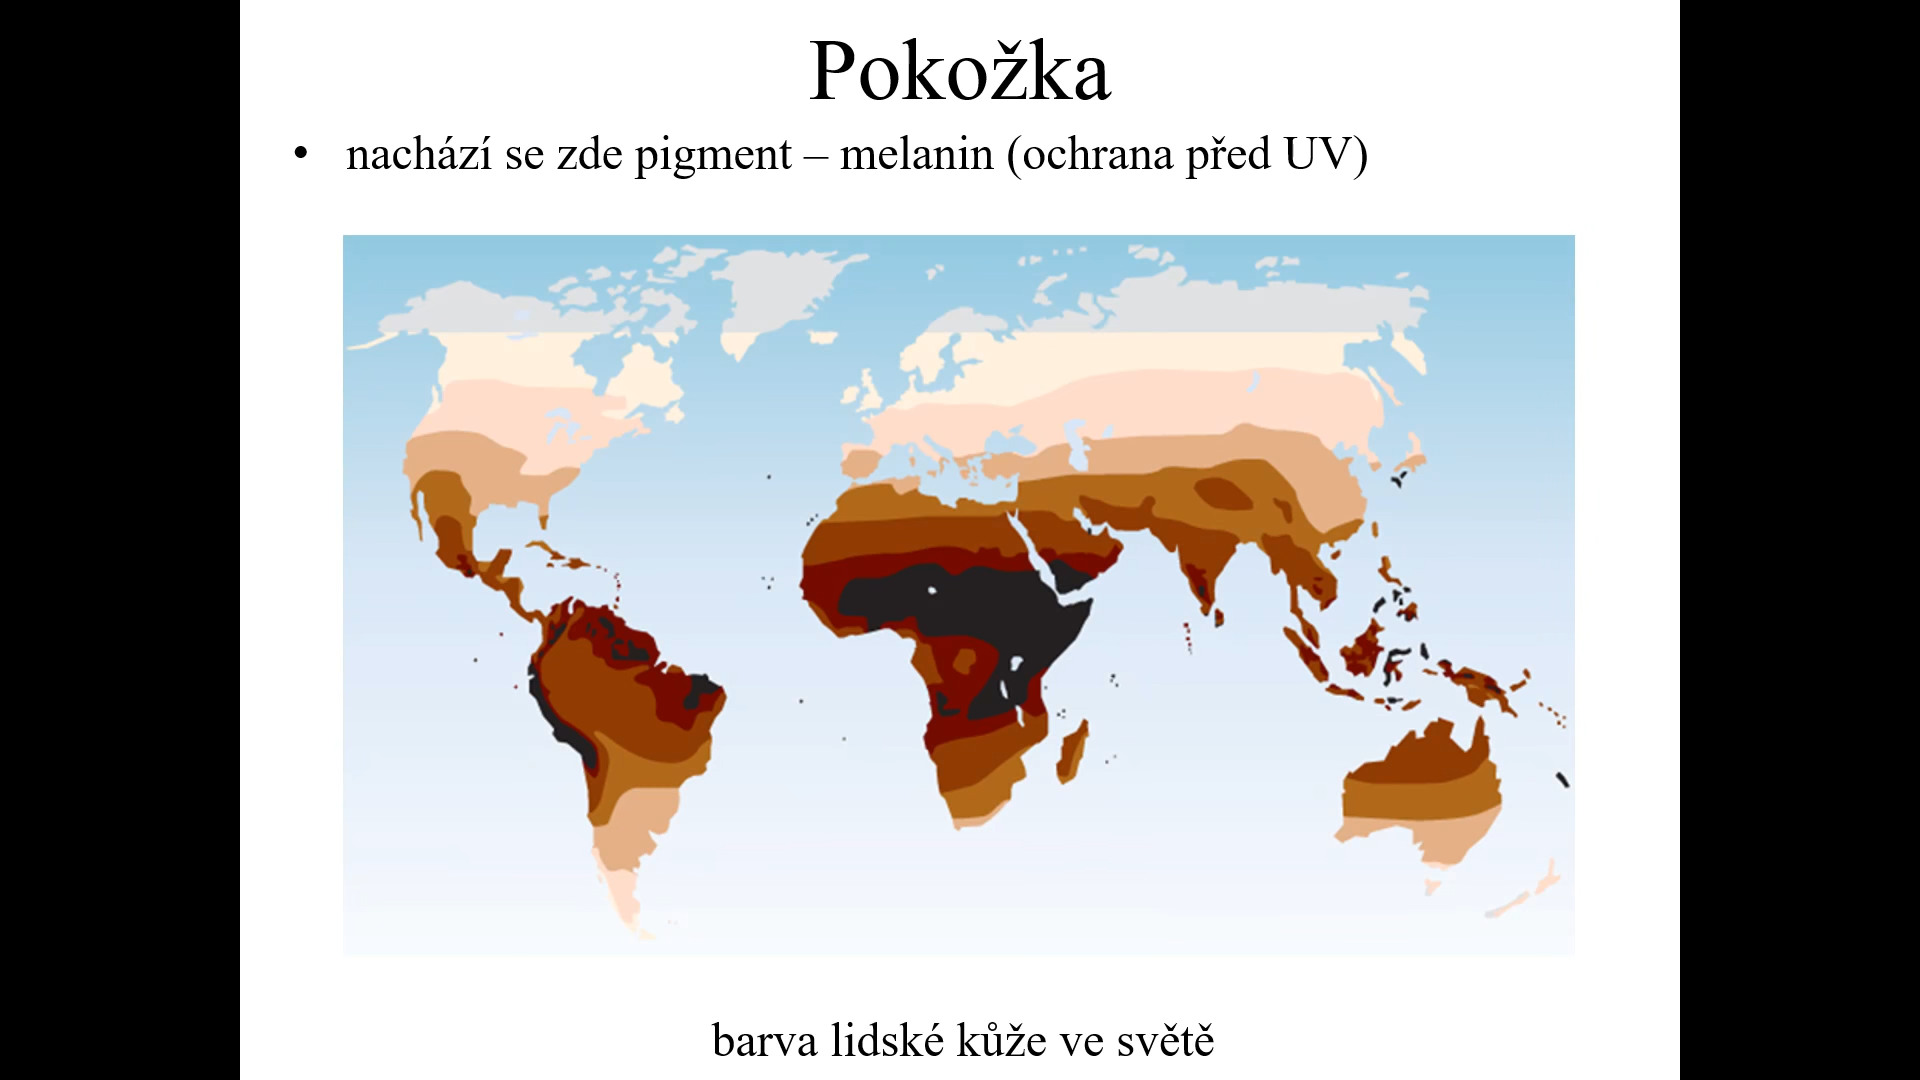 Pokožka
• nachází se zde pigment – melanin (ochrana před UV)
barva lidské kůže ve světě